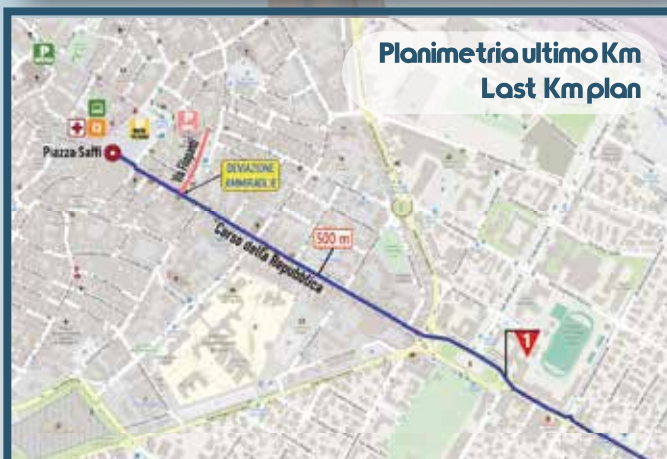 Planimetria ultimo Km
Last Km plan
P
Piazza Saffi
DEVIAZIONE
AMMIRAGLIE
500 m
Corso della Repubblica
1